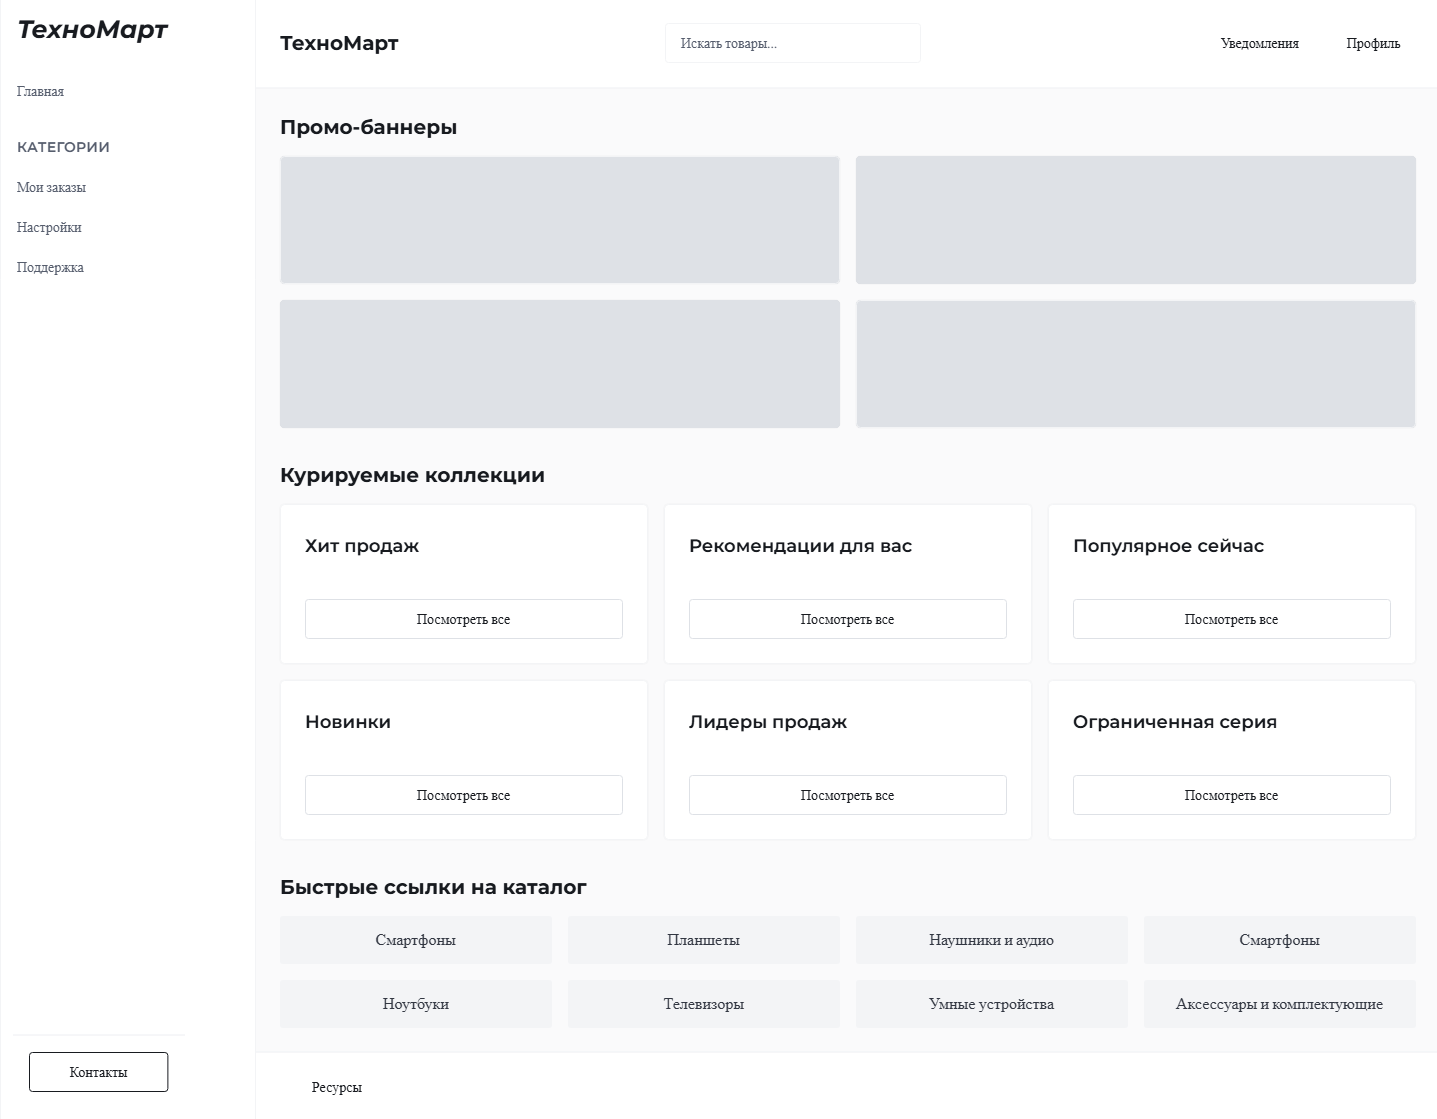 ТехноМарт
Главная
КАТЕГОРИИ
Мои заказы
Настройки
Поддержка
Контакты
ТехноМарт
Искать товары...
Уведомления
Профиль
Промо-баннеры
Курируемые коллекции
Хит продаж
Посмотреть все
Рекомендации для вас
Посмотреть все
Популярное сейчас
Посмотреть все
Новинки
Посмотреть все
Лидеры продаж
Посмотреть все
Ограниченная серия
Посмотреть все
Быстрые ссылки на каталог
Смартфоны
Планшеты
Наушники и аудио
Смартфоны
Ноутбуки
Телевизоры
Умные устройства
Аксессуары и комплектующие
Ресурсы